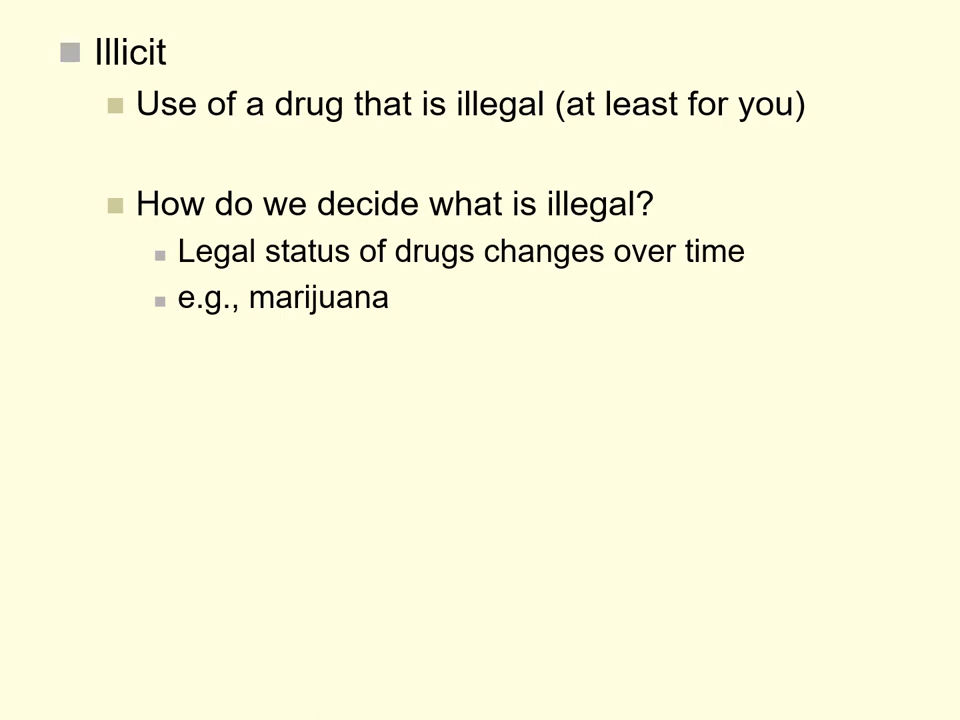 Illicit
Use of a drug that is illegal (at least for you)
How do we decide what is illegal?
Legal status of drugs changes over time
e.g., marijuana